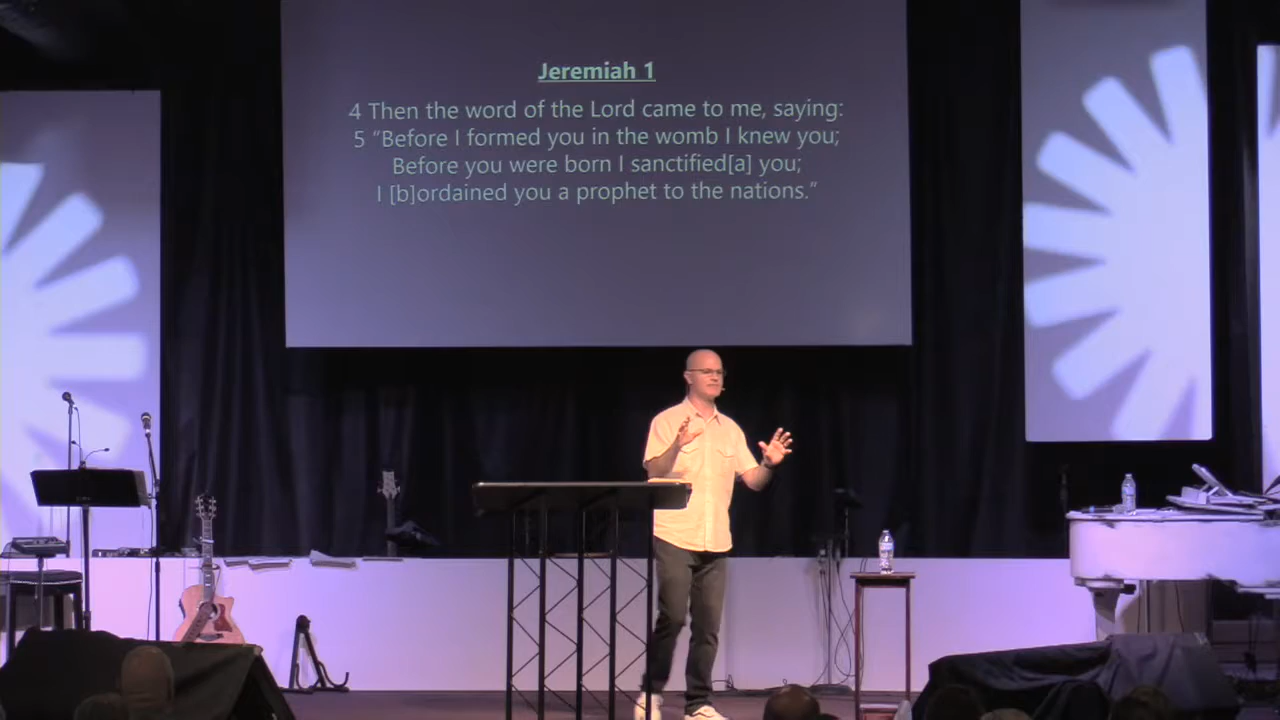 Jeremiah 1
4 Then the word of the Lord came to me, saying:
5 “Before I formed you in the womb I knew you;
Before you were born I sanctified[a] you;
I [b]ordained you a prophet to the nations.”